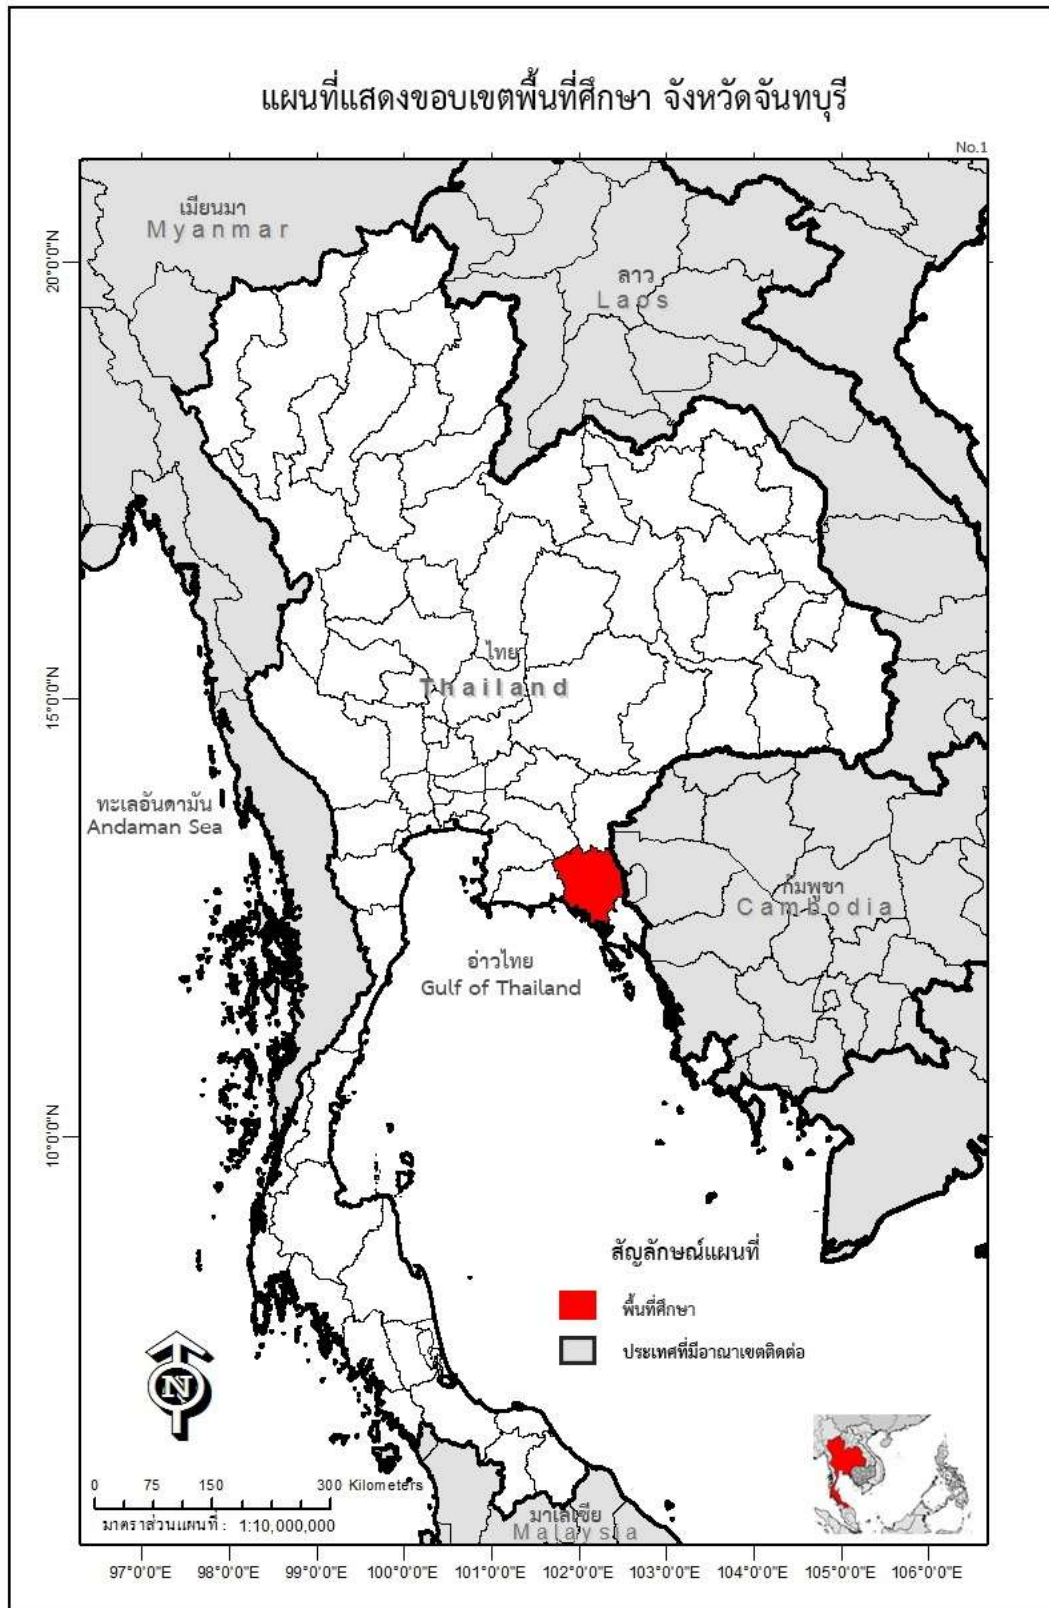 แผนที่แสดงขอบเขตพื้นที่ศึกษา จังหวัดจันทบุรี
No.1
เมียนมา
Myanmar
20°0'0"N
ลาว
Laos
ไทย
Thailand
15°0'0"N
ทะเลอันดามัน
Andaman Sea
กัมพูชา
Cambodia
อ่าวไทย
Gulf of Thailand
10°0'0"N
สัญลักษณ์แผนที่
พื้นที่ศึกษา
ประเทศที่มีอาณาเขตติดต่อ
N
0 75 150 300 Kilometers
มาตราส่วนแผนที่ : 1:10,000,000
มาเลเซีย
Malaysia
97°0'0"E 98°0'0"E 99°0'0"E 100°0'0"E 101°0'0"E 102°0'0"E 103°0'0"E 104°0'0"E 105°0'0"E 106°0'0"E